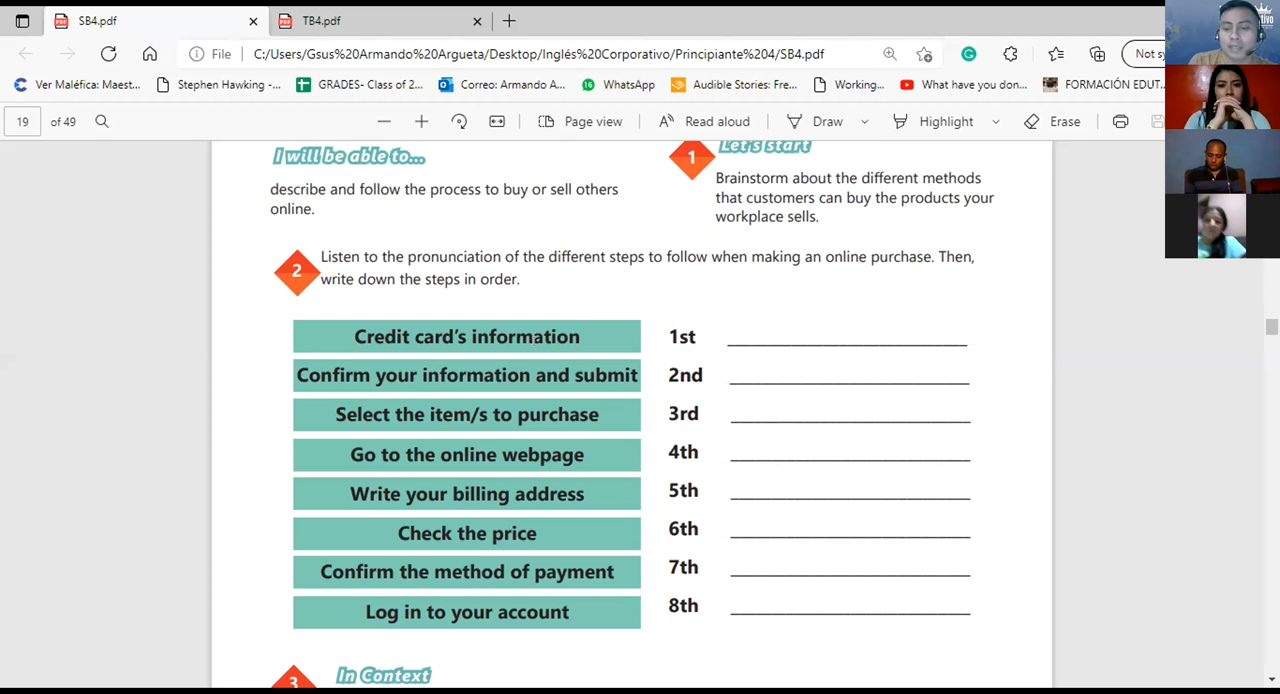 SB4.pdf
TB4.pdf
File
C:/Users/Gsus%20Armando%20Argueta/Desktop/Inglés%20Corporativo/Principiante%204/SB4.pdf
Not sy
Ver Maléfica: Maest...
Stephen Hawking -...
GRADES- Class of 2...
Correo: Armando A...
16
WhatsApp
Audible Stories: Fre...
Working...
What have you don...
FORMACIÓN EDUT...
19
of 49
Page view
Read aloud
Draw
Highlight
Erase
I will be able to...
describe and follow the process to buy or sell others
online.
1
Let's start
Brainstorm about the different methods
that customers can buy the products your
workplace sells.
2
Listen to the pronunciation of the different steps to follow when making an online purchase. Then,
write down the steps in order.
Credit card's information
1st
Confirm your information and submit
2nd
Select the item/s to purchase
3rd
Go to the online webpage
4th
Write your billing address
5th
Check the price
6th
Confirm the method of payment
7th
Log in to your account
8th
3
In Context